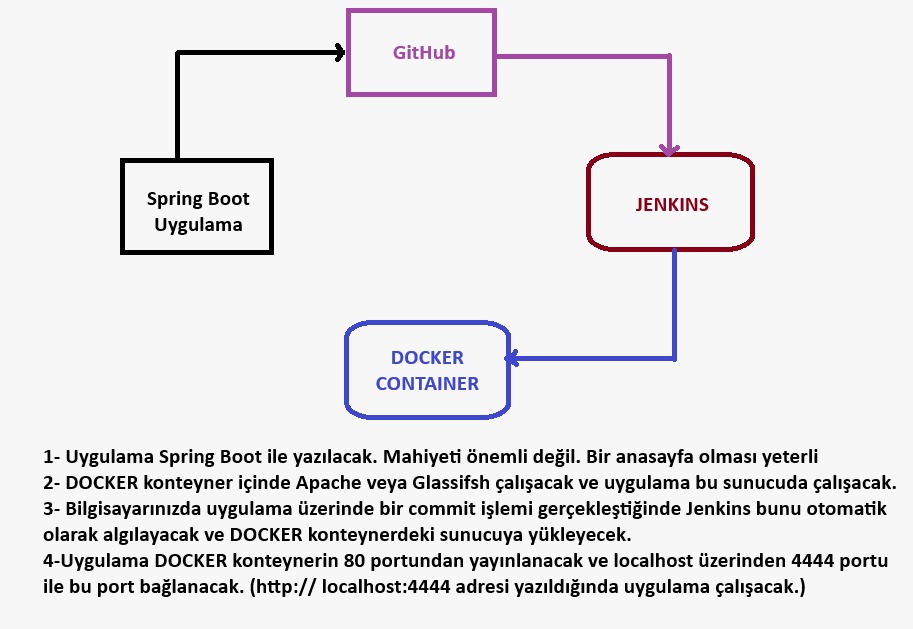 GitHub
Spring Boot
Uygulama
JENKINS
DOCKER
CONTAINER
1- Uygulama Spring Boot ile yazılacak. Mahiyeti önemli değil. Bir anasayfa olması yeterli
2- DOCKER konteyner içinde Apache veya Glassifsh çalışacak ve uygulama bu sunucuda çalışacak.
3- Bilgisayarınızda uygulama üzerinde bir commit işlemi gerçekleştiğinde Jenkins bunu otomatik
olarak algılayacak ve DOCKER konteynerdeki sunucuya yükleyecek.
4-Uygulama DOCKER konteynerin 80 portundan yayınlanacak ve localhost üzerinden 4444 portu
ile bu port bağlanacak. (http:// localhost:4444 adresi yazıldığında uygulama çalışacak.)